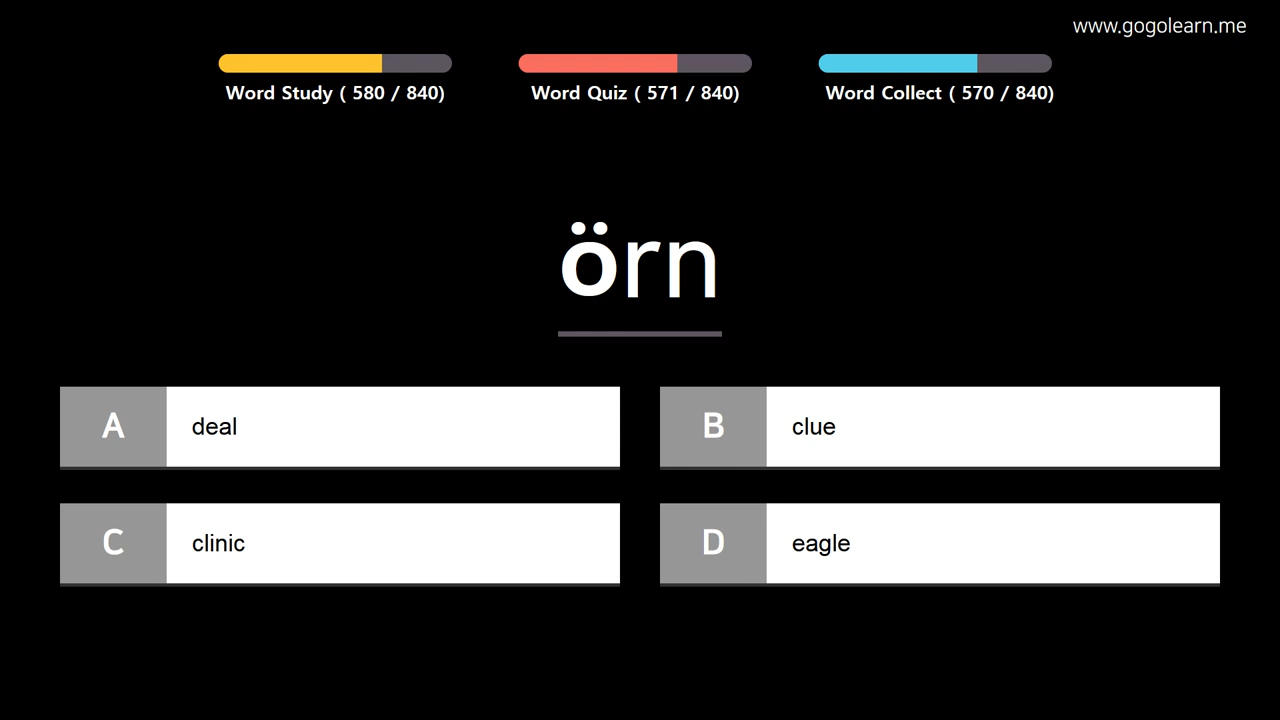 www.gogolearn.me
Word Study ( 580 / 840)
Word Quiz ( 571 / 840)
Word Collect ( 570 / 840)
örn
A deal
B clue
C clinic
D eagle